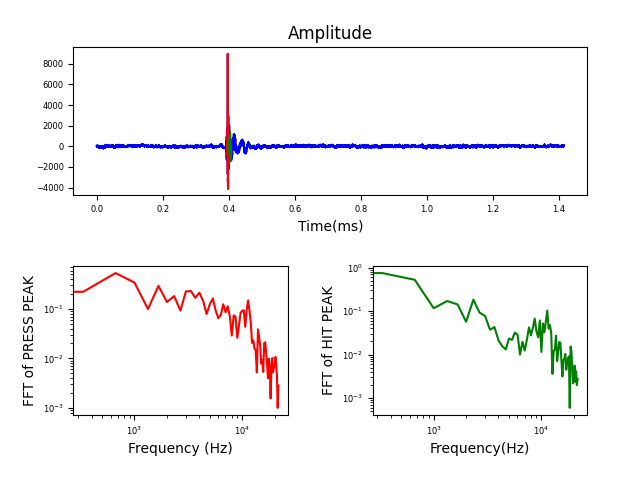 Amplitude
8000
6000
4000
2000
0
−2000
−4000
0.0 0.2 0.4 0.6 0.8 1.0 1.2 1.4
Time(ms)
FFT of PRESS PEAK
10⁻¹
10⁻²
10⁻³
10³ 10⁴
Frequency (Hz)
FFT of HIT PEAK
10⁰
10⁻¹
10⁻²
10⁻³
10³ 10⁴
Frequency(Hz)